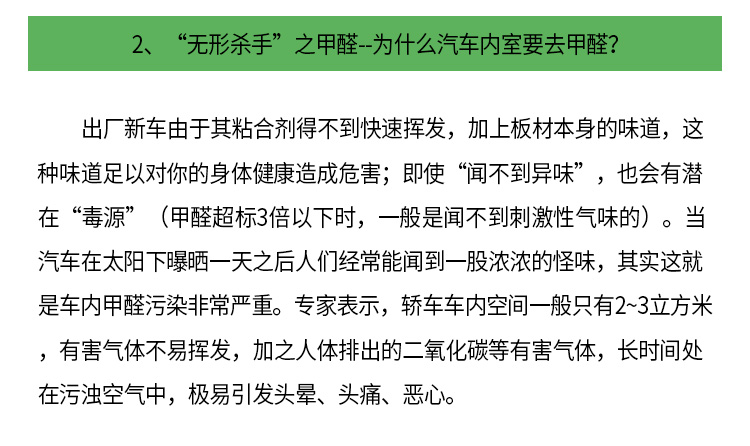 2、“无形杀手”之甲醛--为什么汽车内室要去甲醛？
出厂新车由于其粘合剂得不到快速挥发，加上板材本身的味道，这
种味道足以对你的身体健康造成危害；即使“闻不到异味”，也会有潜
在“毒源”（甲醛超标3倍以下时，一般是闻不到刺激性气味的）。当
汽车在太阳下曝晒一天之后人们经常能闻到一股浓浓的怪味，其实这就
是车内甲醛污染非常严重。专家表示，轿车车内空间一般只有2~3立方米
，有害气体不易挥发，加之人体排出的二氧化碳等有害气体，长时间处
在污浊空气中，极易引发头晕、头痛、恶心。